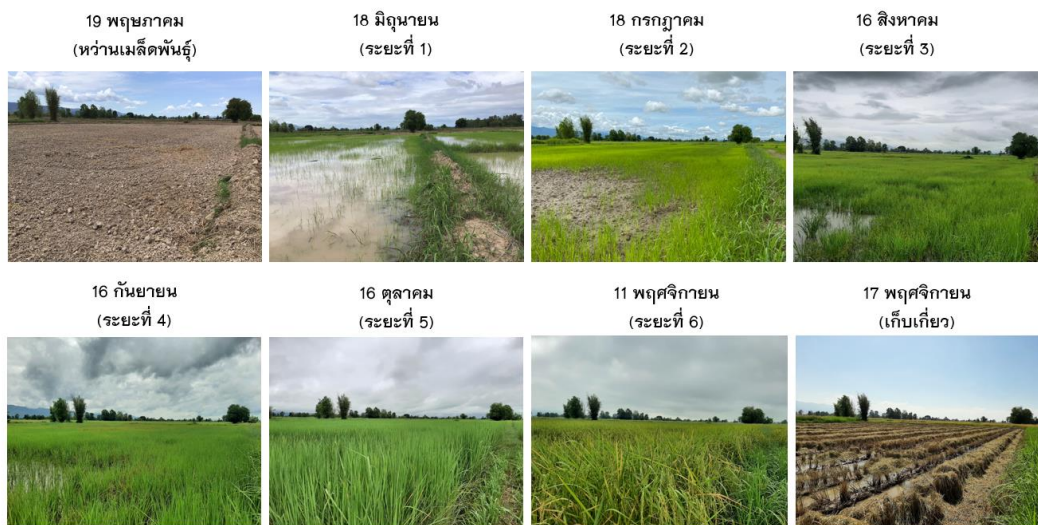 19 พฤษภาคม
(หว่านเมล็ดพันธุ์)
18 มิถุนายน
(ระยะที่ 1)
18 กรกฎาคม
(ระยะที่ 2)
16 สิงหาคม
(ระยะที่ 3)
16 กันยายน
(ระยะที่ 4)
16 ตุลาคม
(ระยะที่ 5)
11 พฤศจิกายน
(ระยะที่ 6)
17 พฤศจิกายน
(เก็บเกี่ยว)